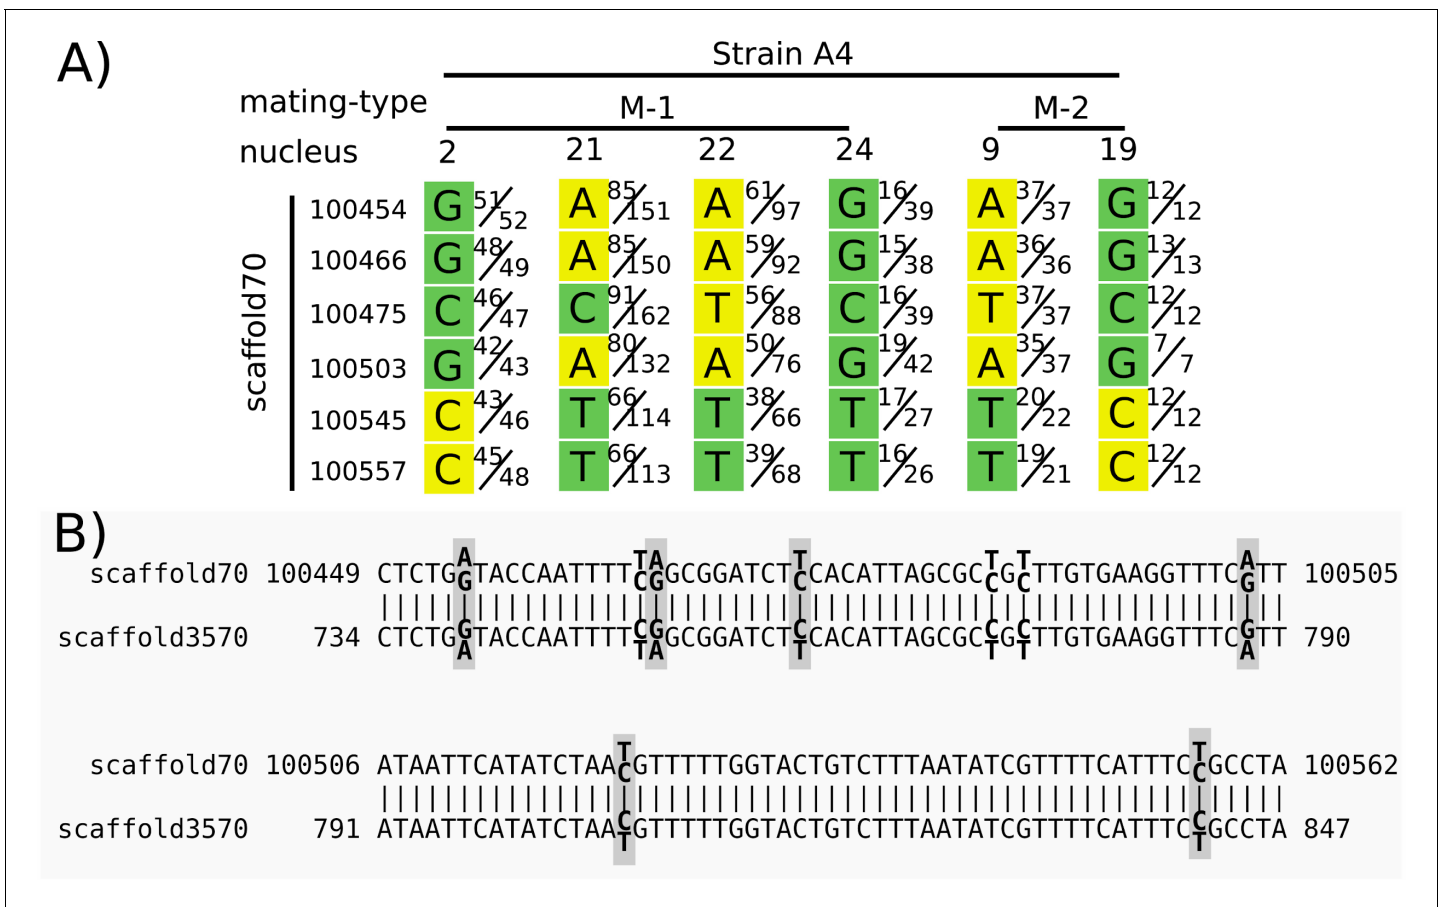 A)
Strain A4
mating-type M-1 M-2
nucleus 2 21 22 24 9 19
scaffold70
100454 G 51/52 A 85/151 A 61/97 G 16/39 A 37/37 G 12/12
100466 G 48/49 A 85/150 A 59/92 G 15/38 A 36/36 G 13/13
100475 C 46/47 C 91/162 T 56/88 C 16/39 T 37/37 C 12/12
100503 G 42/43 A 80/132 A 50/76 G 19/42 A 35/37 G 7/7
100545 C 43/46 T 66/114 T 38/66 T 17/27 T 20/22 C 12/12
100557 C 45/48 T 66/113 T 39/68 T 16/26 T 19/21 C 12/12
B)
A T A T T T A
scaffold70 100449 CTCTGGTACCAATTTTCGGCGGATCTCCACATTAGCGCCGCTTGTGAAGGTTTCGTT 100505
|||||||||||||||||||||||||||||||||||||||||||||||||||||||||
scaffold3570 734 CTCTGGTACCAATTTTCGGCGGATCTCCACATTAGCGCCGCTTGTGAAGGTTTCGTT 790
A T A T T T A
T T
scaffold70 100506 ATAATTCATATCTAACGTTTTTGGTACTGTCTTTAATATCGTTTTCATTTCCGCCTA 100562
|||||||||||||||||||||||||||||||||||||||||||||||||||||||||
scaffold3570 791 ATAATTCATATCTAACGTTTTTGGTACTGTCTTTAATATCGTTTTCATTTCCGCCTA 847
T T